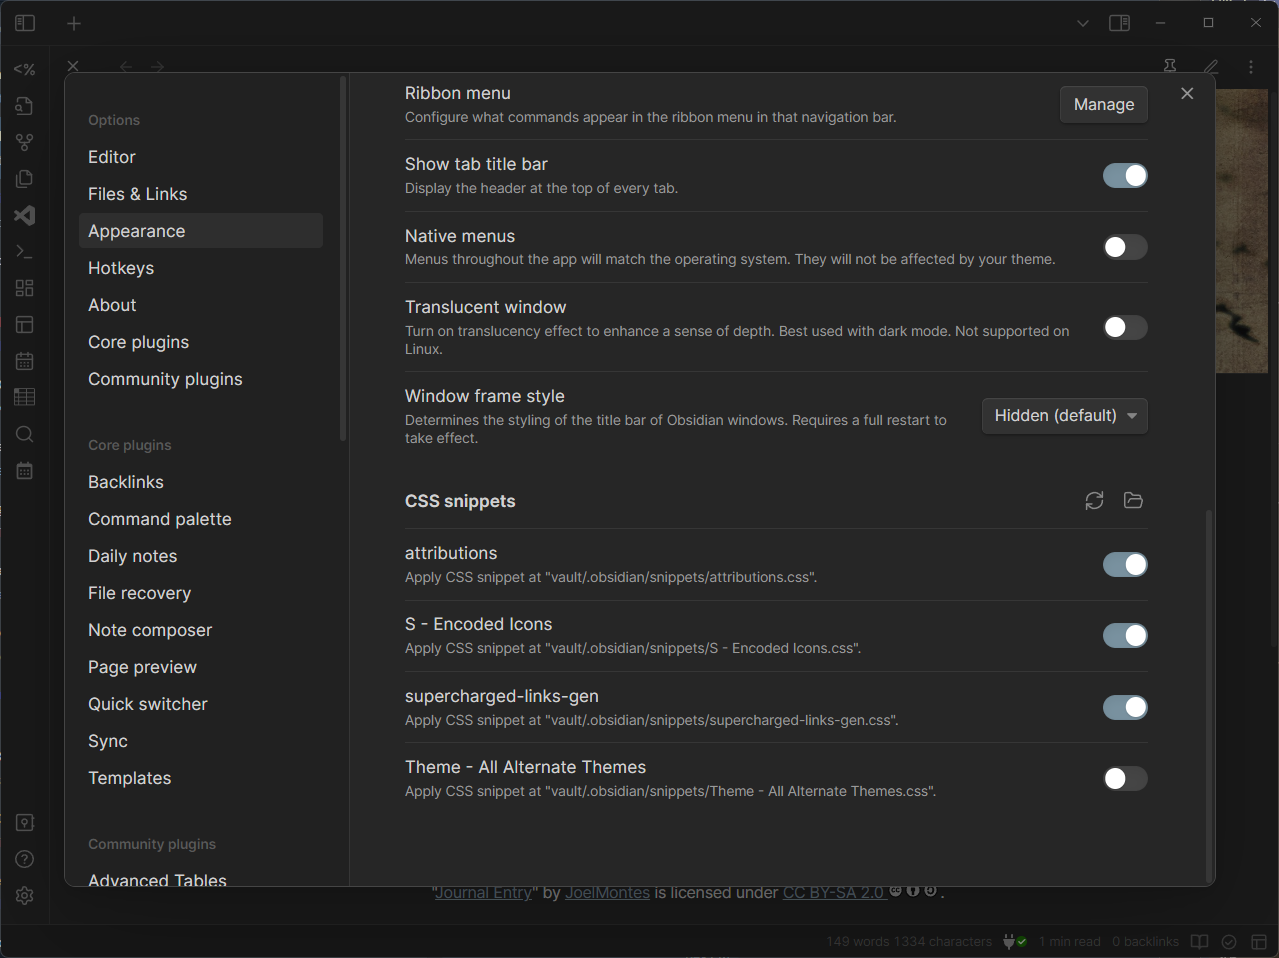 <%
Options
Editor
Files & Links
Appearance
Hotkeys
About
Core plugins
Community plugins
Core plugins
Backlinks
Command palette
Daily notes
File recovery
Note composer
Page preview
Quick switcher
Sync
Templates
Community plugins
Advanced Tables
Ribbon menu
Configure what commands appear in the ribbon menu in that navigation bar.
Manage
Show tab title bar
Display the header at the top of every tab.
Native menus
Menus throughout the app will match the operating system. They will not be affected by your theme.
Translucent window
Turn on translucency effect to enhance a sense of depth. Best used with dark mode. Not supported on
Linux.
Window frame style
Determines the styling of the title bar of Obsidian windows. Requires a full restart to
take effect.
Hidden (default)
CSS snippets
attributions
Apply CSS snippet at "vault/.obsidian/snippets/attributions.css".
S - Encoded Icons
Apply CSS snippet at "vault/.obsidian/snippets/S - Encoded Icons.css".
supercharged-links-gen
Apply CSS snippet at "vault/.obsidian/snippets/supercharged-links-gen.css".
Theme - All Alternate Themes
Apply CSS snippet at "vault/.obsidian/snippets/Theme - All Alternate Themes.css".
"Journal Entry" by JoelMontes is licensed under CC BY-SA 2.0 .
149 words 1334 characters
1 min read
0 backlinks